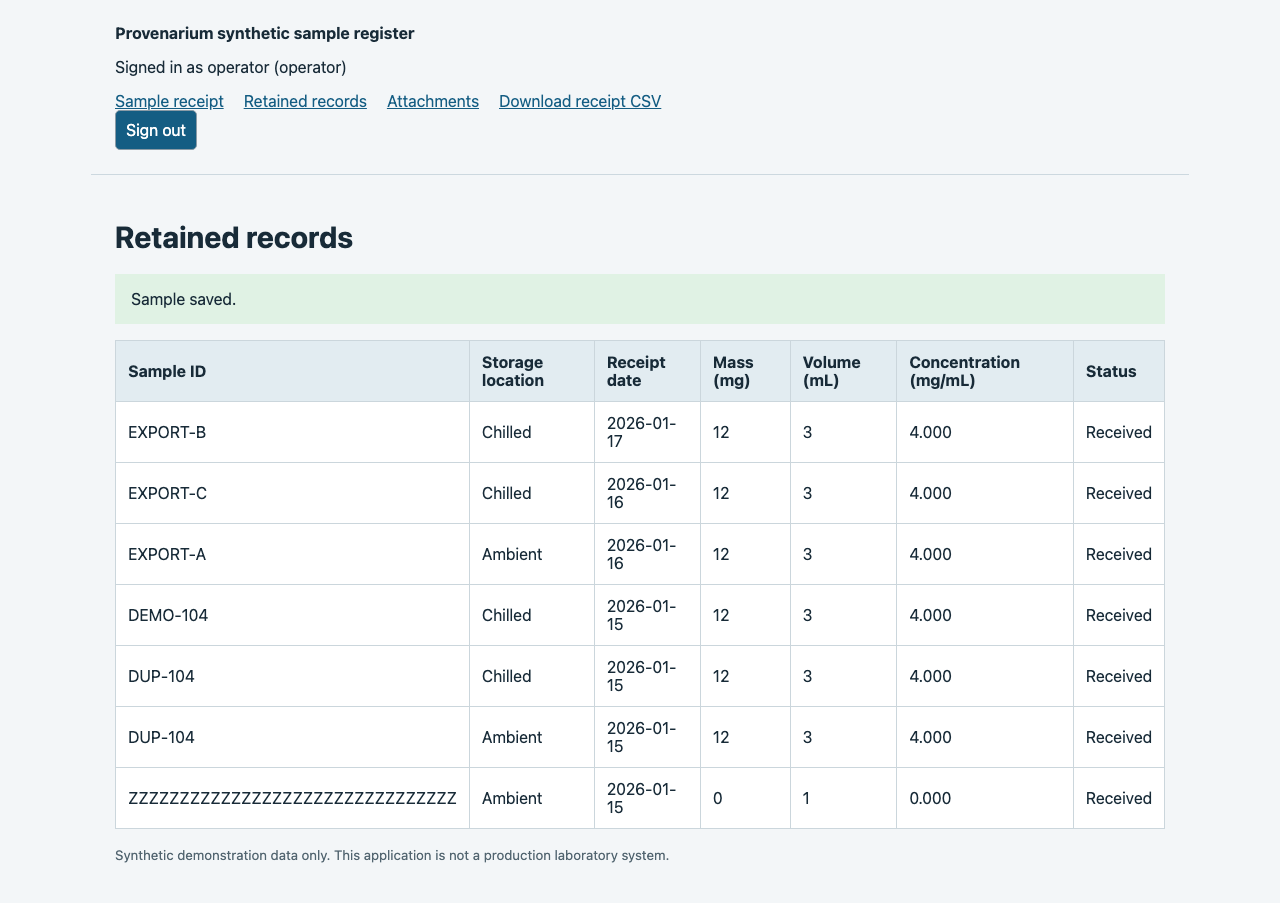 Provenarium synthetic sample register
Signed in as operator (operator)
Sample receipt Retained records Attachments Download receipt CSV
Sign out
Retained records
Sample saved.
Sample ID Storage location Receipt date Mass (mg) Volume (mL) Concentration (mg/mL) Status
EXPORT-B Chilled 2026-01-17 12 3 4.000 Received
EXPORT-C Chilled 2026-01-16 12 3 4.000 Received
EXPORT-A Ambient 2026-01-16 12 3 4.000 Received
DEMO-104 Chilled 2026-01-15 12 3 4.000 Received
DUP-104 Chilled 2026-01-15 12 3 4.000 Received
DUP-104 Ambient 2026-01-15 12 3 4.000 Received
ZZZZZZZZZZZZZZZZZZZZZZZZZZZZZZZZ Ambient 2026-01-15 0 1 0.000 Received
Synthetic demonstration data only. This application is not a production laboratory system.